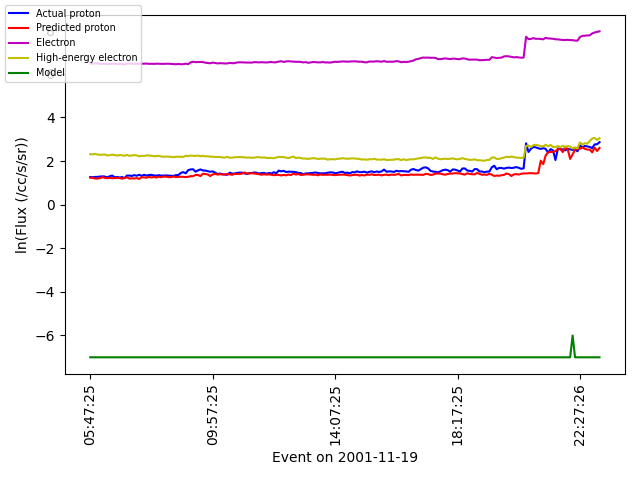 Actual proton
Predicted proton
Electron
High-energy electron
Model
8
6
4
2
0
−2
−4
−6
ln(Flux (/cc/s/sr))
05:47:25
09:57:25
14:07:25
18:17:25
22:27:26
Event on 2001-11-19